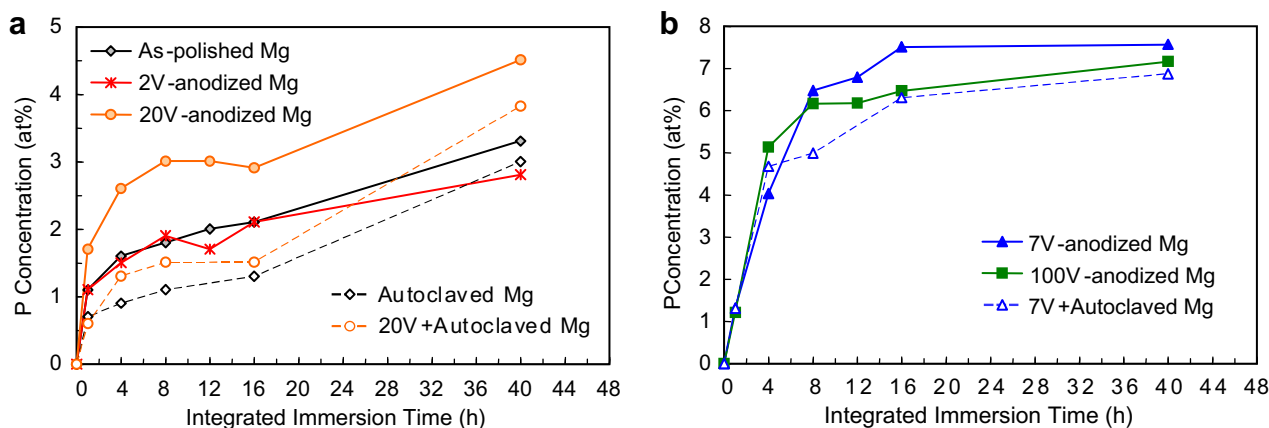 a
5
4
3
2
1
0
P Concentration (at%)
As-polished Mg
2V-anodized Mg
20V-anodized Mg
Autoclaved Mg
20V+Autoclaved Mg
0 4 8 12 16 20 24 28 32 36 40 44 48
Integrated Immersion Time (h)
b
8
7
6
5
4
3
2
1
0
PConcentration (at%)
7V-anodized Mg
100V-anodized Mg
7V+Autoclaved Mg
0 4 8 12 16 20 24 28 32 36 40 44 48
Integrated Immersion Time (h)